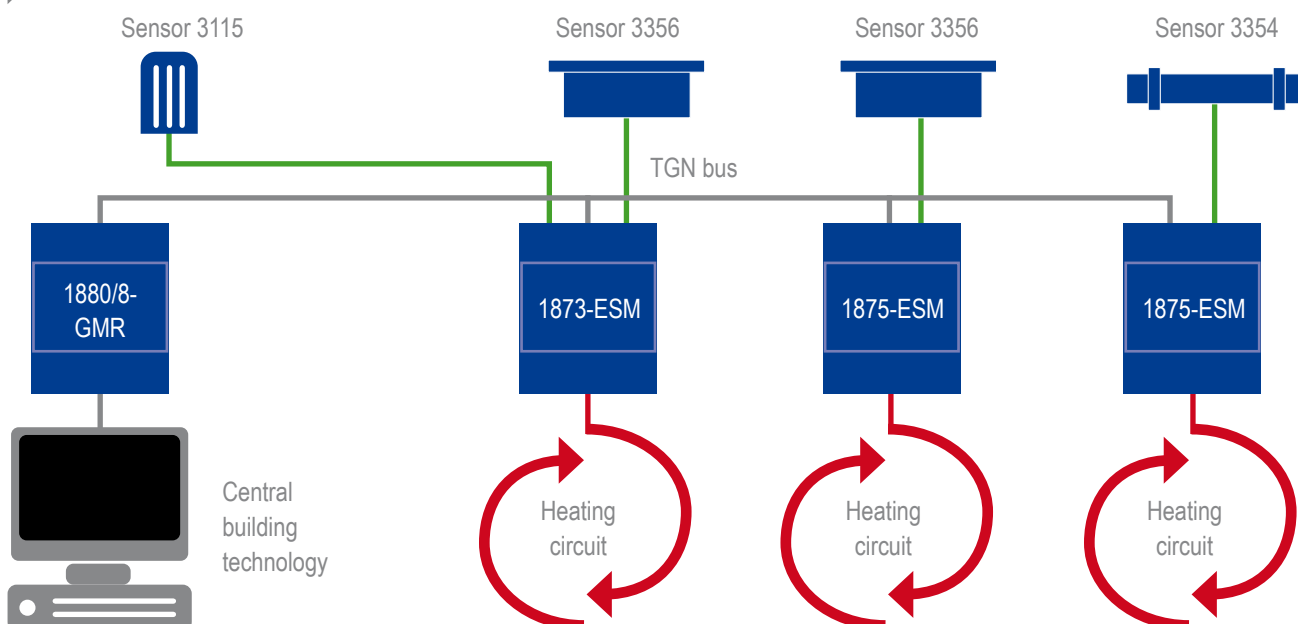 Sensor 3115
Sensor 3356
Sensor 3356
Sensor 3354
TGN bus
1880/8-
GMR
1873-ESM
1875-ESM
1875-ESM
Central
building
technology
Heating
circuit
Heating
circuit
Heating
circuit